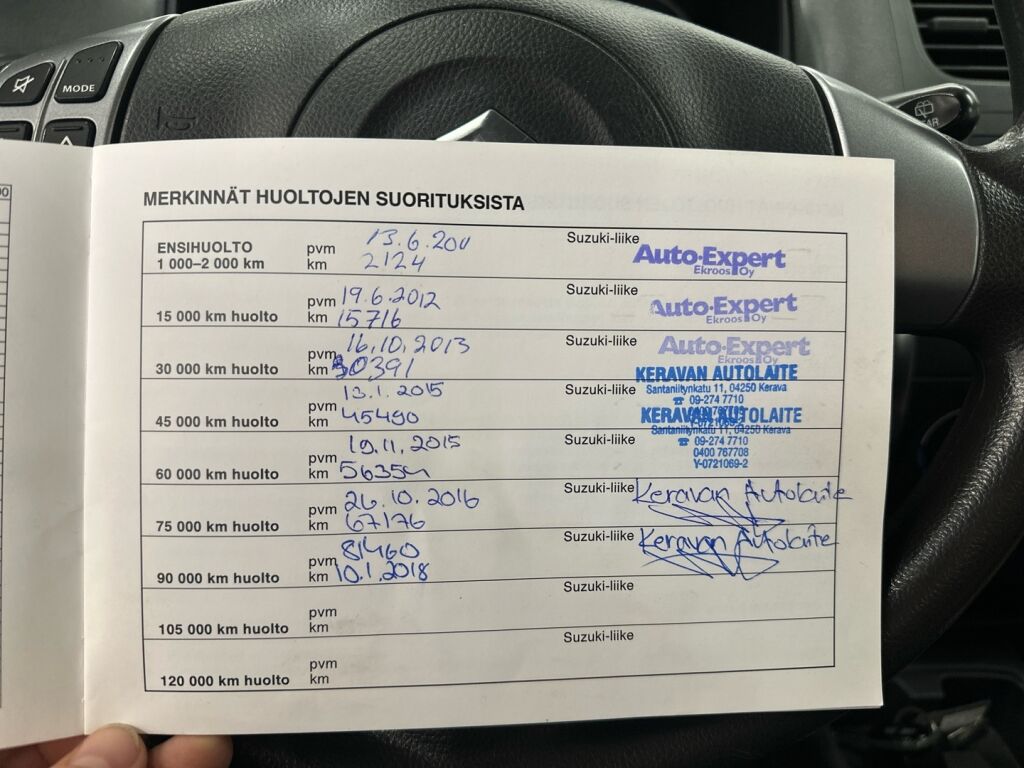 MODE
REAR
00
MERKINNÄT HUOLTOJEN SUORITUKSISTA
ENSIHUOLTO pvm 13.6.2011 Suzuki-liike Auto-Expert
1 000–2 000 km km 2124 Ekroos Oy
pvm 19.6.2012 Suzuki-liike Auto-Expert
15 000 km huolto km 15716 Ekroos Oy
pvm 16.10.2013 Suzuki-liike Auto-Expert
30 000 km huolto km 30391
KERAVAN AUTOLAITE
Santaniitynkatu 11, 04250 Kerava
☎ 09-274 7710
pvm 13.1.2015 Suzuki-liike
45 000 km huolto km 45490
KERAVAN AUTOLAITE
Santaniitynkatu 11, 04250 Kerava
☎ 09-274 7710
0400 767708
Y-0721069-2
pvm 19.11.2015 Suzuki-liike
60 000 km huolto km
pvm 26.10.2016 Suzuki-liike Keravan Autolaite
75 000 km huolto km 67176
pvm 81460 Suzuki-liike Keravan Autolaite
90 000 km huolto km 10.1.2018
pvm Suzuki-liike
105 000 km huolto km
pvm Suzuki-liike
120 000 km huolto km